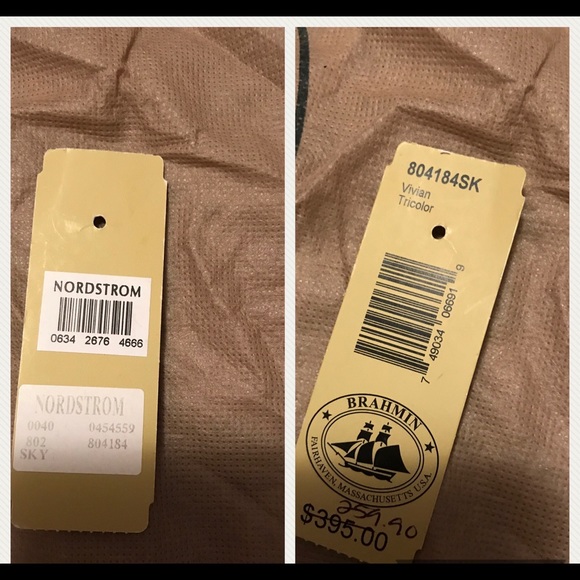 NORDSTROM
0634 2676 4666
NORDSTROM
0040 0454559
802 804184
SKY
804184SK
Vivian
Tricolor
7 49034 06691 9
BRAHMIN
FAIRHAVEN, MASSACHUSETTS U.S.A.
259.90
$395.00